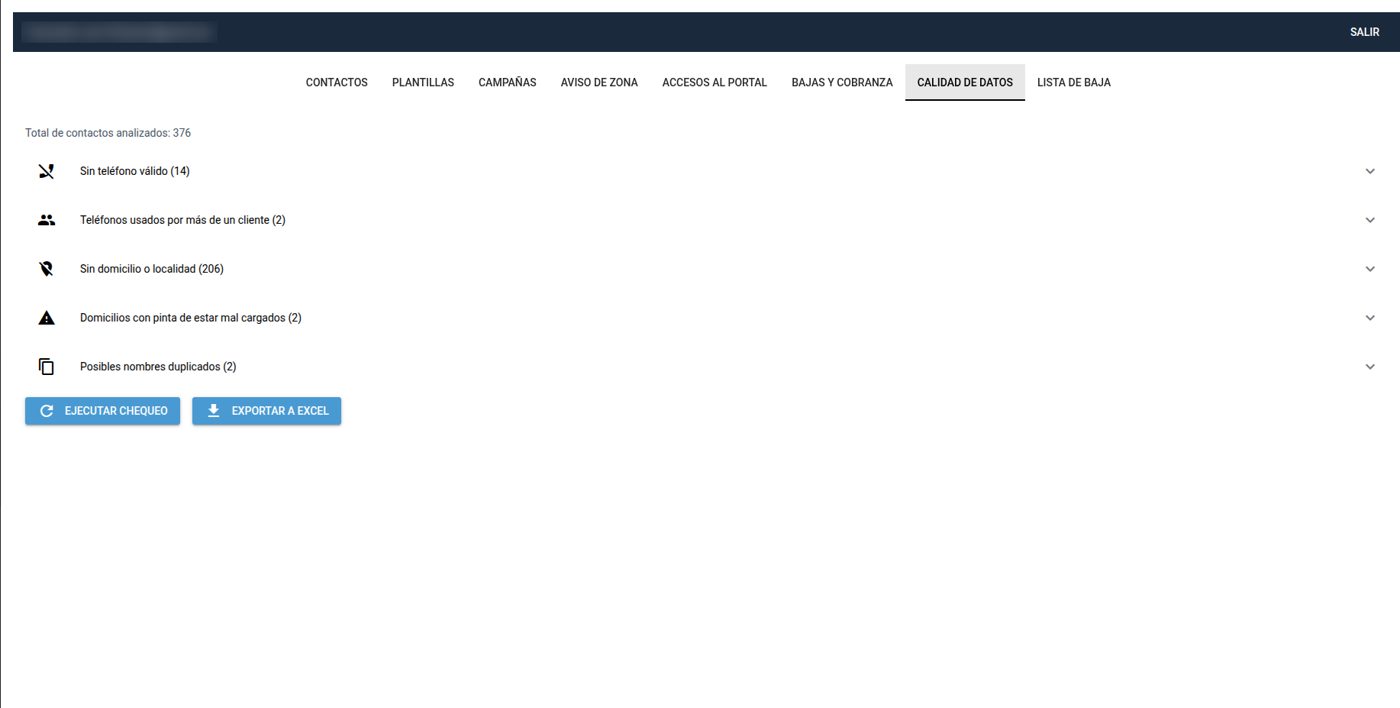 SALIR
CONTACTOS PLANTILLAS CAMPAÑAS AVISO DE ZONA ACCESOS AL PORTAL BAJAS Y COBRANZA CALIDAD DE DATOS LISTA DE BAJA
Total de contactos analizados: 376
Sin teléfono válido (14)
Teléfonos usados por más de un cliente (2)
Sin domicilio o localidad (206)
Domicilios con pinta de estar mal cargados (2)
Posibles nombres duplicados (2)
EJECUTAR CHEQUEO EXPORTAR A EXCEL